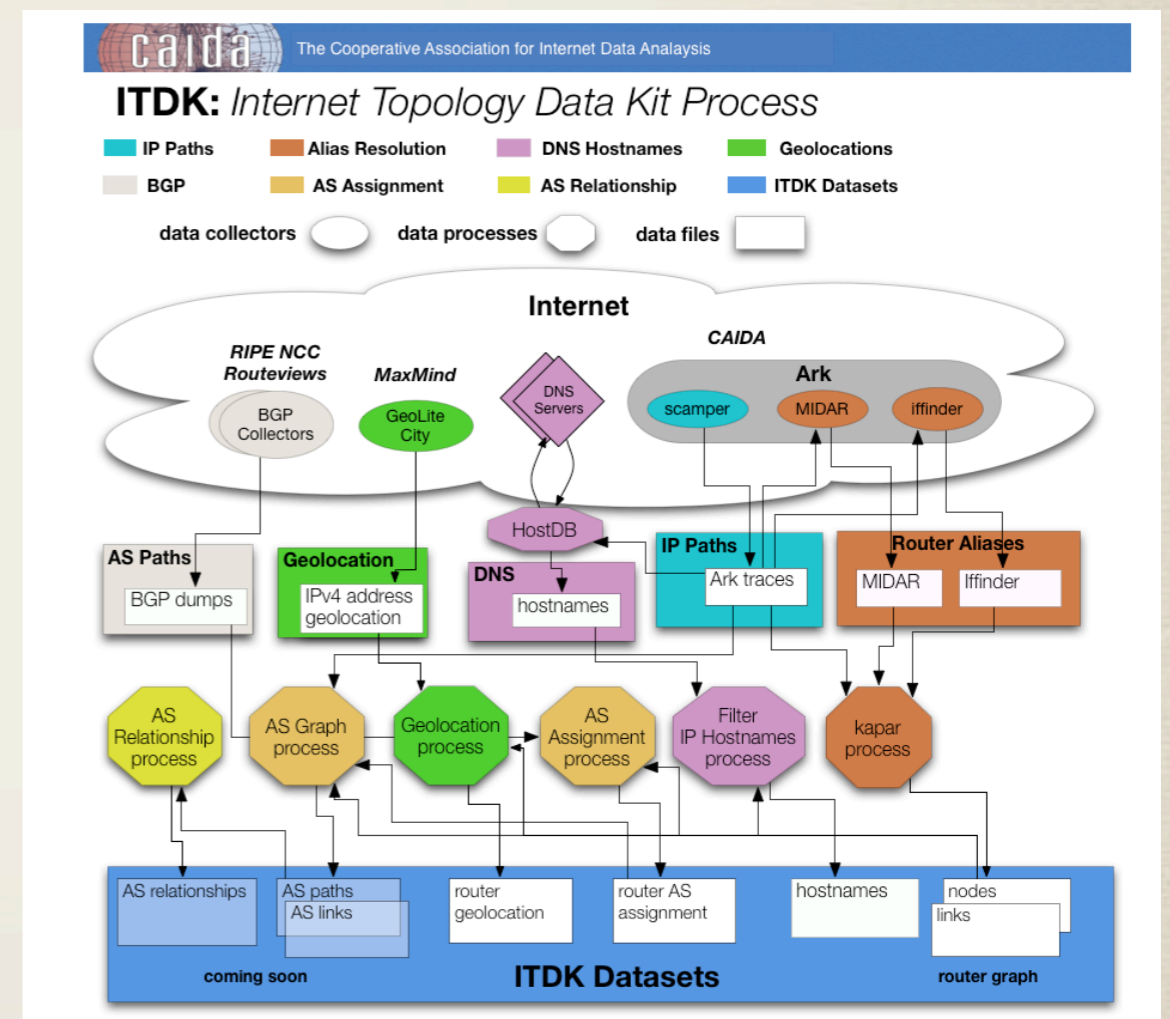 caida
The Cooperative Association for Internet Data Analaysis
ITDK: Internet Topology Data Kit Process
IP Paths
Alias Resolution
DNS Hostnames
Geolocations
BGP
AS Assignment
AS Relationship
ITDK Datasets
data collectors
data processes
data files
Internet
RIPE NCC
Routeviews
MaxMind
CAIDA
Ark
BGP
Collectors
GeoLite
City
DNS
Servers
scamper
MIDAR
iffinder
HostDB
AS Paths
BGP dumps
Geolocation
IPv4 address
geolocation
DNS
hostnames
IP Paths
Ark traces
Router Aliases
MIDAR
Iffinder
AS
Relationship
process
AS Graph
process
Geolocation
process
AS
Assignment
process
Filter
IP Hostnames
process
kapar
process
AS relationships
AS paths
AS links
router
geolocation
router AS
assignment
hostnames
nodes
links
coming soon
ITDK Datasets
router graph